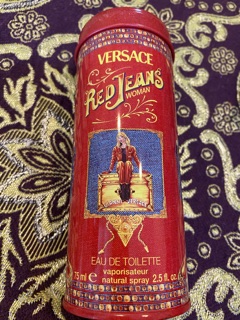 VERSACE
RED JEANS
WOMAN
EAU DE TOILETTE
75 ml e vaporisateur
natural spray 2.5 fl. oz.